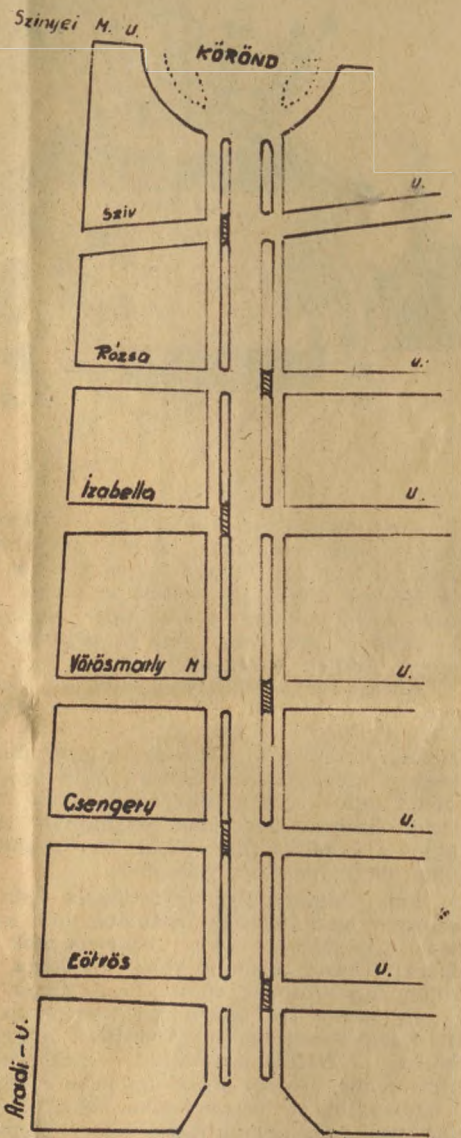 Szinyei M. U.
KÖRÖND
Sziv U.
Rózsa U.
Izabella U.
Vörösmarty M U.
Csengery U.
Eötvös U.
Aradi-U.